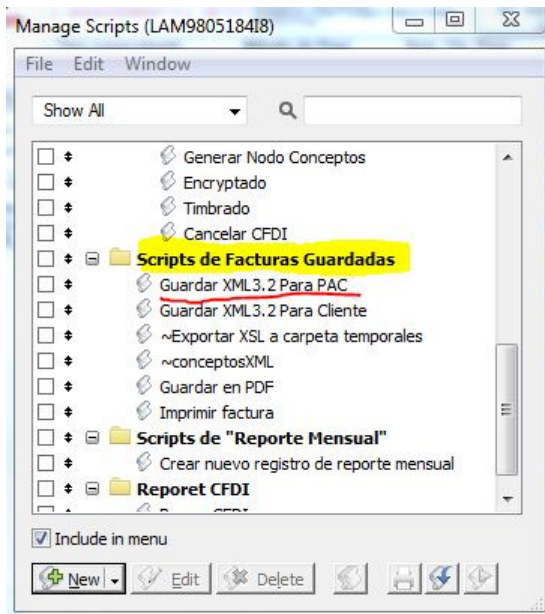 Manage Scripts (LAM9805184I8)
File Edit Window
Show All
Generar Nodo Conceptos
Encryptado
Timbrado
Cancelar CFDI
Scripts de Facturas Guardadas
Guardar XML3.2 Para PAC
Guardar XML3.2 Para Cliente
~Exportar XSL a carpeta temporales
~conceptosXML
Guardar en PDF
Imprimir factura
Scripts de "Reporte Mensual"
Crear nuevo registro de reporte mensual
Reporet CFDI
Include in menu
New Edit Delete